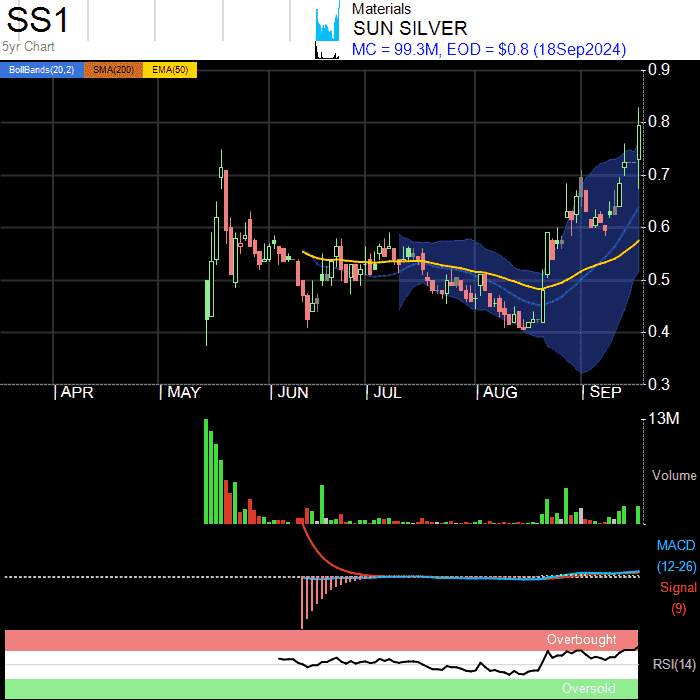 SS1
5yr Chart
Materials
SUN SILVER
MC = 99.3M, EOD = $0.8 (18Sep2024)
BollBands(20,2) SMA(200) EMA(50)
0.9
0.8
0.7
0.6
0.5
0.4
0.3
APR MAY JUN JUL AUG SEP
13M
Volume
MACD
(12-26)
Signal
(9)
Overbought
RSI(14)
Oversold